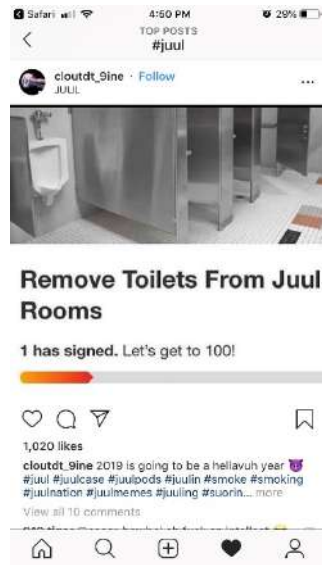 Safari 4:50 PM 29%
TOP POSTS
#juul
cloutdt_9ine · Follow
JUUL
Remove Toilets From Juul
Rooms
1 has signed. Let's get to 100!
1,020 likes
cloutdt_9ine 2019 is going to be a hellavuh year 😈
#juul #juulcase #juulpods #juulin #smoke #smoking
#juulnation #juulmemes #juuling #suorin... more
View all 10 comments